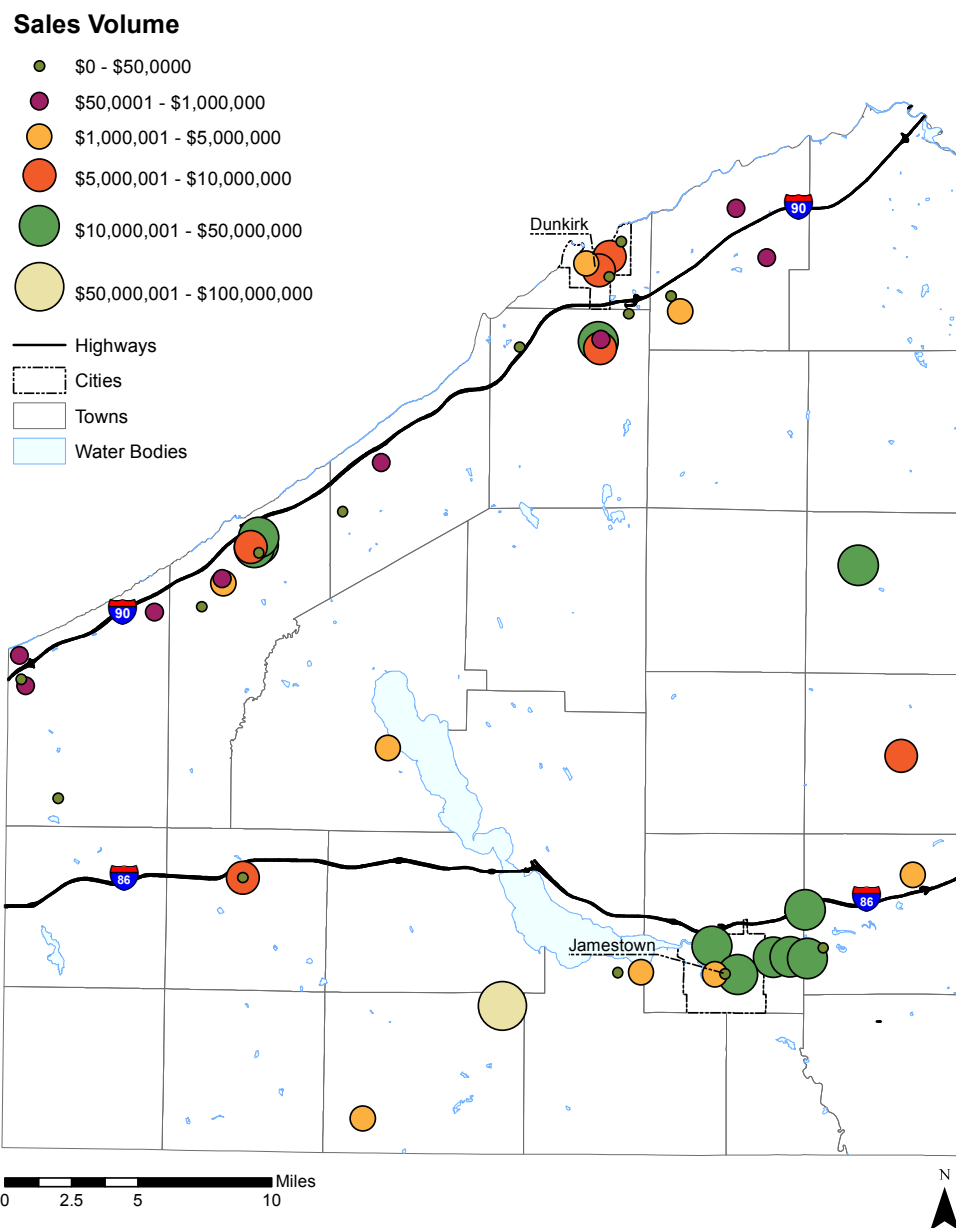 Sales Volume
$0 - $50,0000
$50,0001 - $1,000,000
$1,000,001 - $5,000,000
$5,000,001 - $10,000,000
$10,000,001 - $50,000,000
$50,000,001 - $100,000,000
Highways
Cities
Towns
Water Bodies
90
Dunkirk
90
86
86
Jamestown
Miles
0 2.5 5 10
N